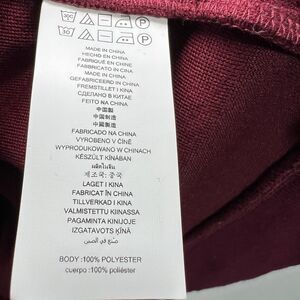 MADE IN CHINA
HECHO EN CHINA
FABRIQUÉ EN CHINE
FABBRICATO IN CINA
MADE IN CHINA
GEFABRICEERD IN CHINA
FREMSTILLET I KINA
СДЕЛАНО В КИТАЕ
FEITO NA CHINA
中国製
中国制造
中國製造
FABRICADO NA CHINA
VYROBENO V ČÍNĚ
WYPRODUKOWANO W CHINACH
KÉSZÜLT KÍNÁBAN
ผลิตในจีน
제조국:중국
LAGET I KINA
FABRICAT ÎN CHINA
TILLVERKAD I KINA
VALMISTETTU KIINASSA
PAGAMINTA KINIJOJE
IZGATAVOTS ĶĪNĀ
صنع في الصين
BODY :100% POLYESTER
cuerpo :100% poliéster